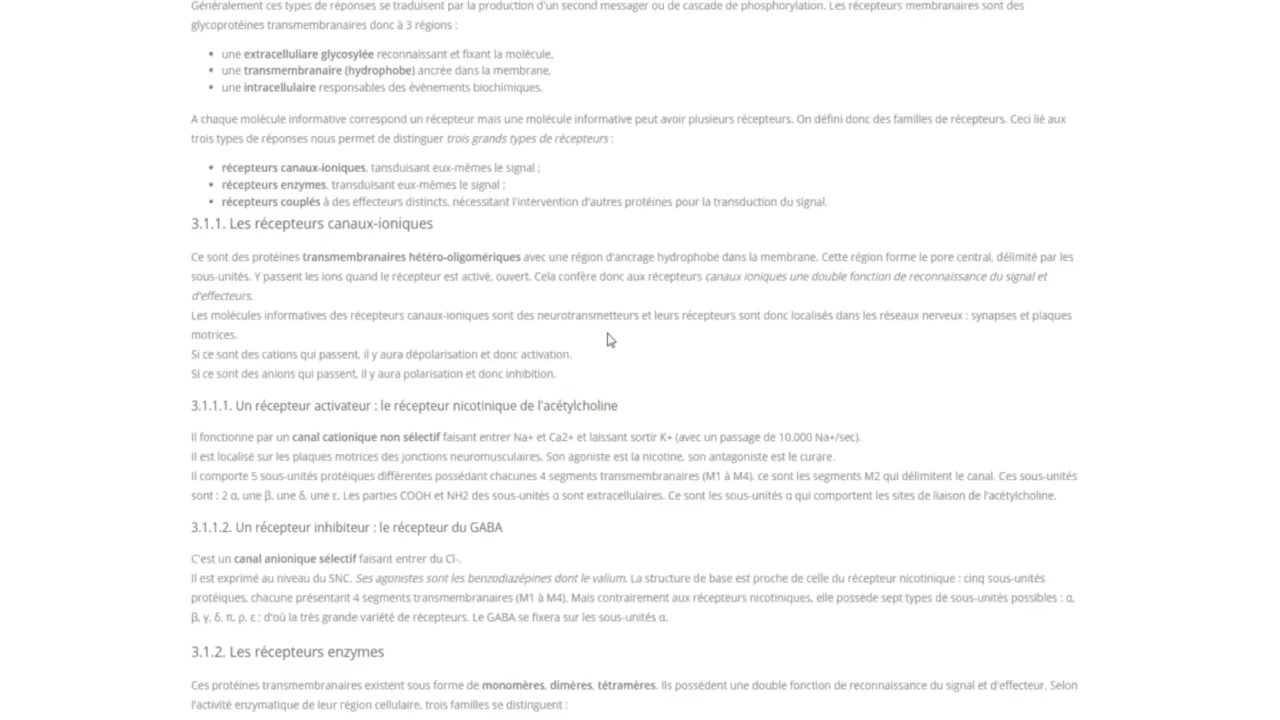 Généralement ces types de réponses se traduisent par la production d'un second messager ou de cascade de phosphorylation. Les récepteurs membranaires sont des
glycoprotéines transmembranaires donc à 3 régions :
• une extracelluliare glycosylée reconnaissant et fixant la molécule,
• une transmembranaire (hydrophobe) ancrée dans la membrane,
• une intracellulaire responsables des événements biochimiques.
A chaque molécule informative correspond un récepteur mais une molécule informative peut avoir plusieurs récepteurs. On défini donc des familles de récepteurs. Ceci lié aux
trois types de réponses nous permet de distinguer trois grands types de récepteurs :
• récepteurs canaux-ioniques, tansduisant eux-mêmes le signal ;
• récepteurs enzymes, transduisant eux-mêmes le signal ;
• récepteurs couplés à des effecteurs distincts, nécessitant l'intervention d'autres protéines pour la transduction du signal.
3.1.1. Les récepteurs canaux-ioniques
Ce sont des protéines transmembranaires hétéro-oligomériques avec une région d'ancrage hydrophobe dans la membrane. Cette région forme le pore central, délimité par les
sous-unités. Y passent les ions quand le récepteur est activé, ouvert. Cela confère donc aux récepteurs canaux ioniques une double fonction de reconnaissance du signal et
d'effecteurs.
Les molécules informatives des récepteurs canaux-ioniques sont des neurotransmetteurs et leurs récepteurs sont donc localisés dans les réseaux nerveux : synapses et plaques
motrices.
Si ce sont des cations qui passent, il y aura dépolarisation et donc activation.
Si ce sont des anions qui passent, il y aura polarisation et donc inhibition.
3.1.1.1. Un récepteur activateur : le récepteur nicotinique de l'acétylcholine
Il fonctionne par un canal cationique non sélectif faisant entrer Na+ et Ca2+ et laissant sortir K+ (avec un passage de 10.000 Na+/sec).
Il est localisé sur les plaques motrices des jonctions neuromusculaires. Son agoniste est la nicotine, son antagoniste est le curare.
Il comporte 5 sous-unités protéiques différentes possédant chacunes 4 segments transmembranaires (M1 à M4), ce sont les segments M2 qui délimitent le canal. Ces sous-unités
sont : 2 α, une β, une δ, une ε. Les parties COOH et NH2 des sous-unités α sont extracellulaires. Ce sont les sous-unités α qui comportent les sites de liaison de l'acétylcholine.
3.1.1.2. Un récepteur inhibiteur : le récepteur du GABA
C'est un canal anionique sélectif faisant entrer du Cl-.
Il est exprimé au niveau du SNC. Ses agonistes sont les benzodiazépines dont le valium. La structure de base est proche de celle du récepteur nicotinique : cinq sous-unités
protéiques, chacune présentant 4 segments transmembranaires (M1 à M4). Mais contrairement aux récepteurs nicotiniques, elle possède sept types de sous-unités possibles : α,
β, γ, δ, π, ρ, ε ; d'où la très grande variété de récepteurs. Le GABA se fixera sur les sous-unités α.
3.1.2. Les récepteurs enzymes
Ces protéines transmembranaires existent sous forme de monomères, dimères, tétramères. Ils possédent une double fonction de reconnaissance du signal et d'effecteur. Selon
l'activité enzymatique de leur région cellulaire, trois familles se distinguent :